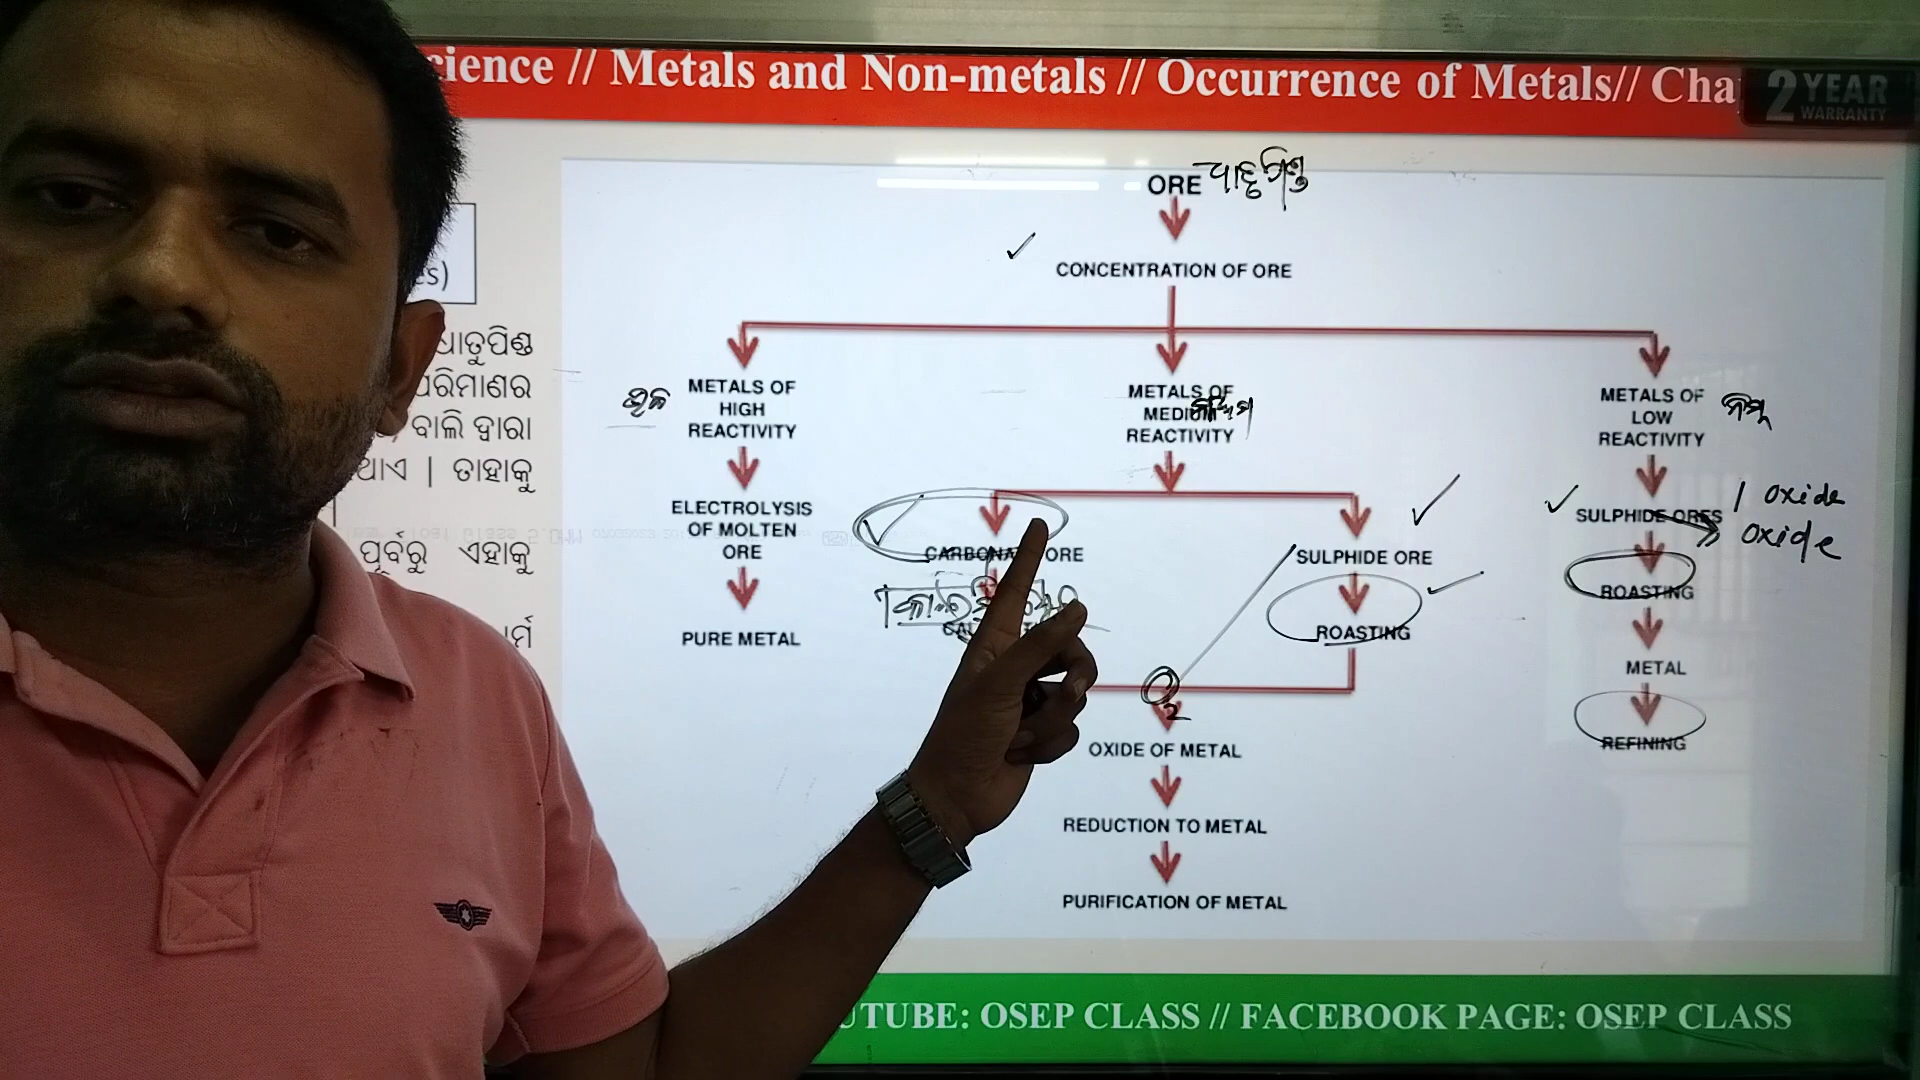 cience // Metals and Non-metals // Occurrence of Metals// Cha
2 YEAR
WARRANTY
es)
ଧାତୁପିଣ୍ଡ
ପରିମାଣର
ବାଲି ଦ୍ୱାରା
ଥାଏ | ତାହାକୁ
ପୂର୍ବରୁ ଏହାକୁ
ORE
CONCENTRATION OF ORE
METALS OF
HIGH
REACTIVITY
ELECTROLYSIS
OF MOLTEN
ORE
PURE METAL
METALS OF
MEDIUM
REACTIVITY
CARBONATE ORE
SULPHIDE ORE
ROASTING
O2
OXIDE OF METAL
REDUCTION TO METAL
PURIFICATION OF METAL
METALS OF
LOW
REACTIVITY
ନିମ୍ନ
SULPHIDE ORES
/ oxide
oxide
ROASTING
METAL
REFINING
UTUBE: OSEP CLASS // FACEBOOK PAGE: OSEP CLASS